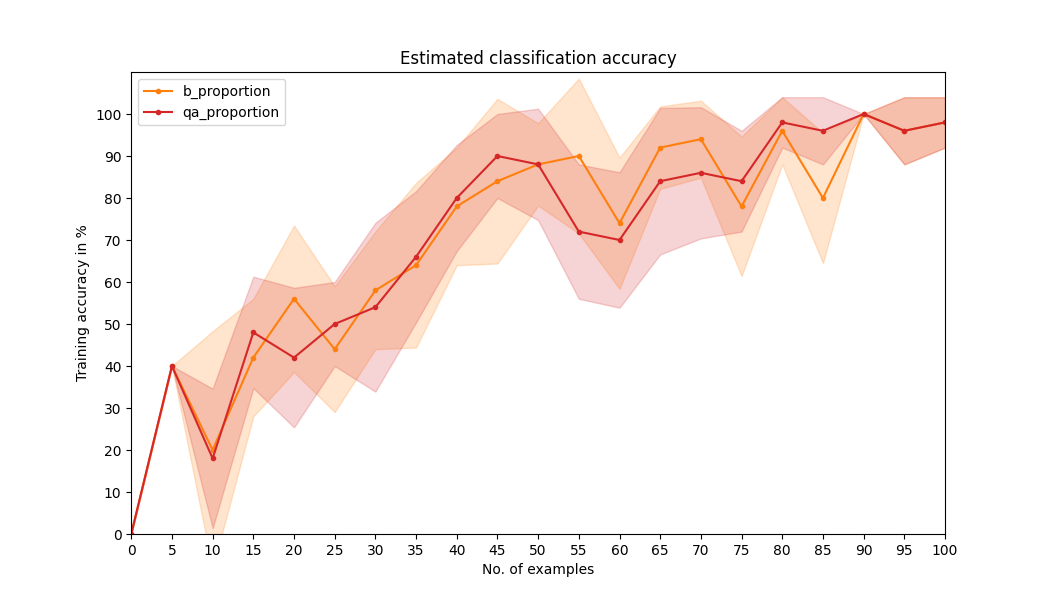 Estimated classification accuracy
b_proportion
qa_proportion
Training accuracy in %
100
90
80
70
60
50
40
30
20
10
0
0 5 10 15 20 25 30 35 40 45 50 55 60 65 70 75 80 85 90 95 100
No. of examples